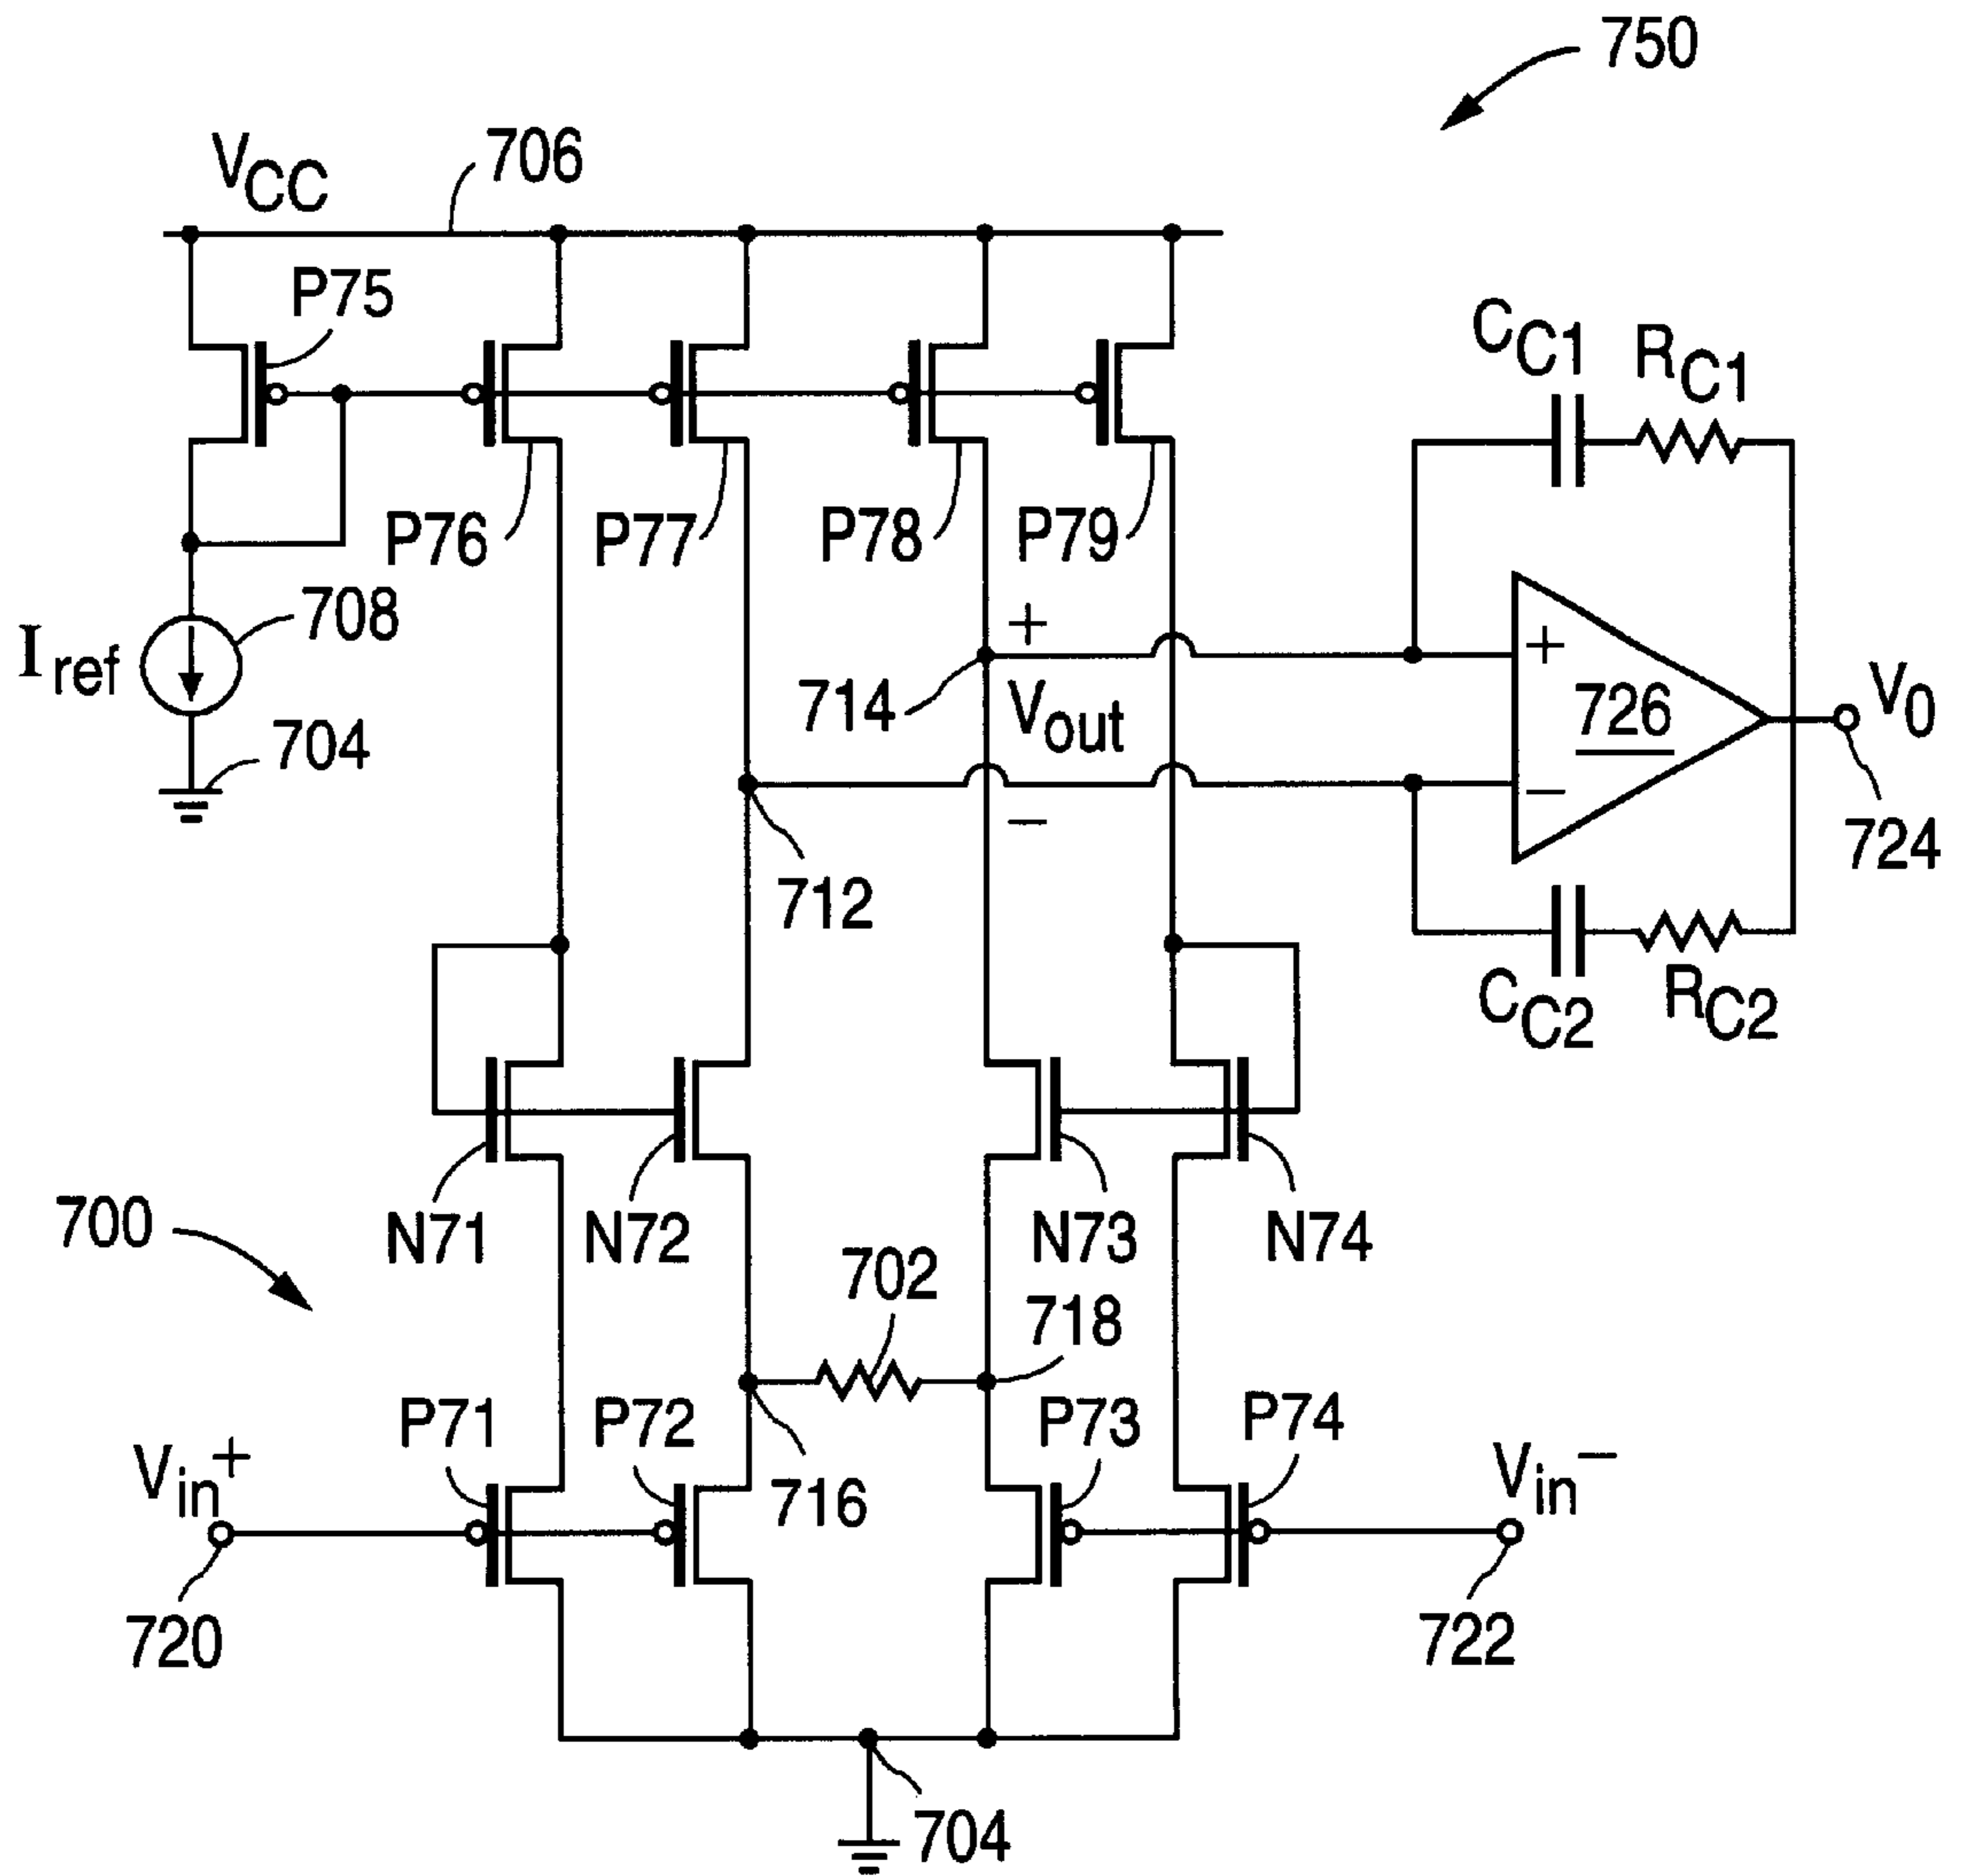 750
706
VCC
P75
CC1
RC1
P76
P77
P78
P79
708
Iref
+
+
714
Vout
726
V0
704
712
−
−
724
CC2
RC2
700
N71
N72
702
N73
N74
718
P71
P72
P73
P74
Vin+
716
Vin−
720
722
704